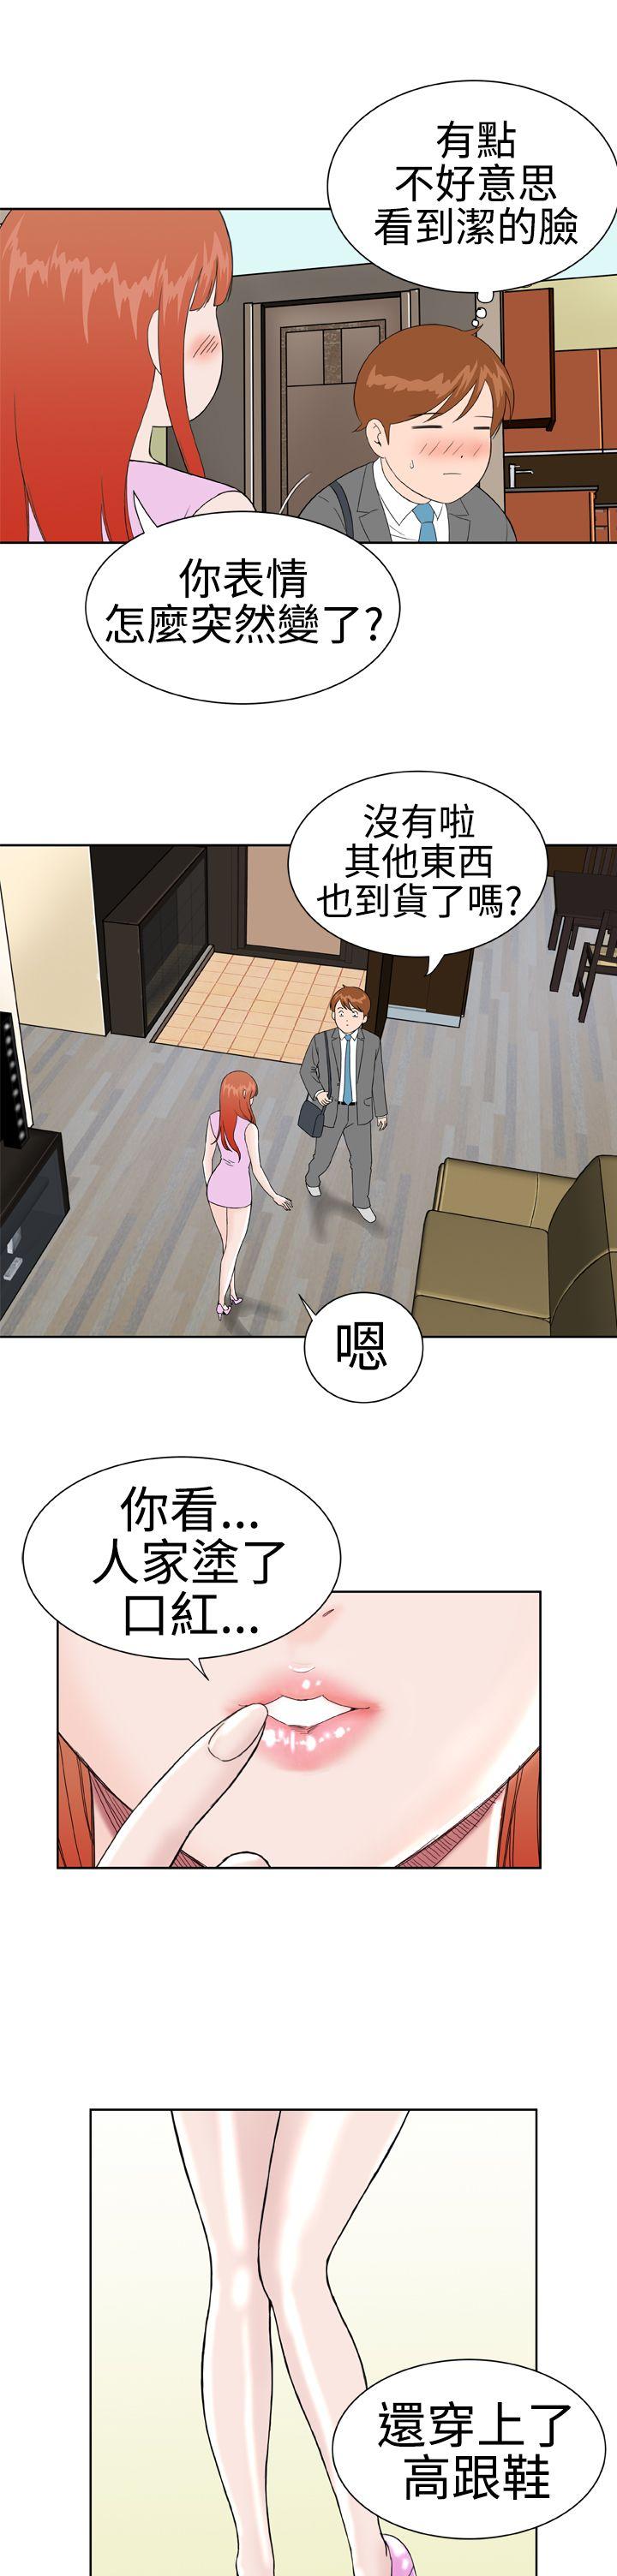 有點
不好意思
看到潔的臉
你表情
怎麼突然變了?
沒有啦
其他東西
也到貨了嗎?
嗯
你看...
人家塗了
口紅...
還穿上了
高跟鞋